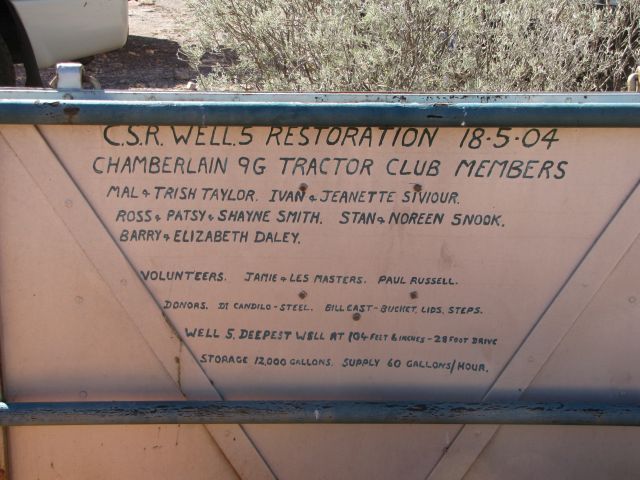 C.S.R. WELL.5 RESTORATION 18-5-04
CHAMBERLAIN 9G TRACTOR CLUB MEMBERS
MAL & TRISH TAYLOR. IVAN & JEANETTE SIVIOUR.
ROSS & PATSY & SHAYNE SMITH. STAN & NOREEN SNOOK.
BARRY & ELIZABETH DALEY.
VOLUNTEERS. JAMIE & LES MASTERS. PAUL RUSSELL.
DONORS. DI CANDILO-STEEL. BILL EAST-BUCKET, LIDS, STEPS.
WELL 5. DEEPEST WELL AT 104 FEET 6 INCHES - 28 FOOT DRIVE
STORAGE 12,000 GALLONS. SUPPLY 60 GALLONS/HOUR.